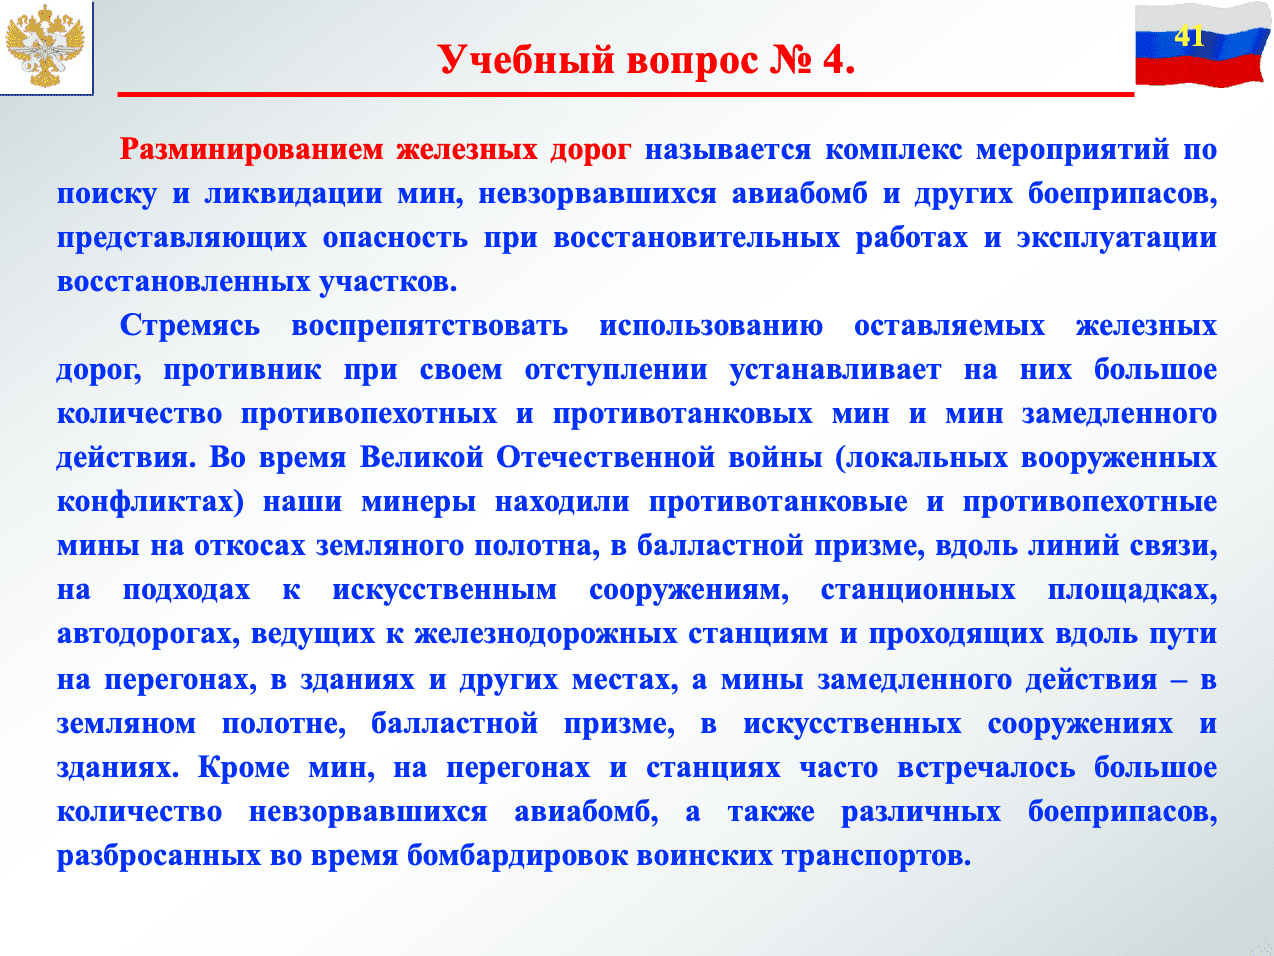 41
Учебный вопрос № 4.
Разминированием железных дорог называется комплекс мероприятий по
поиску и ликвидации мин, невзорвавшихся авиабомб и других боеприпасов,
представляющих опасность при восстановительных работах и эксплуатации
восстановленных участков.
Стремясь воспрепятствовать использованию оставляемых железных
дорог, противник при своем отступлении устанавливает на них большое
количество противопехотных и противотанковых мин и мин замедленного
действия. Во время Великой Отечественной войны (локальных вооруженных
конфликтах) наши минеры находили противотанковые и противопехотные
мины на откосах земляного полотна, в балластной призме, вдоль линий связи,
на подходах к искусственным сооружениям, станционных площадках,
автодорогах, ведущих к железнодорожных станциям и проходящих вдоль пути
на перегонах, в зданиях и других местах, а мины замедленного действия – в
земляном полотне, балластной призме, в искусственных сооружениях и
зданиях. Кроме мин, на перегонах и станциях часто встречалось большое
количество невзорвавшихся авиабомб, а также различных боеприпасов,
разбросанных во время бомбардировок воинских транспортов.